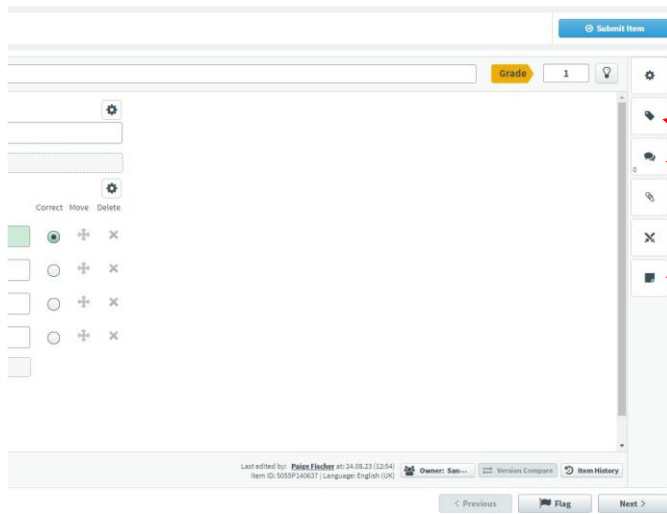 Submit Item
Grade 1
0
Correct Move Delete
Last edited by: Paige Fischer at: 24.08.23 (12:54)
Item ID: 5055P140637 | Language: English (UK)
Owner: San...
Version Compare
Item History
< Previous
Flag
Next >